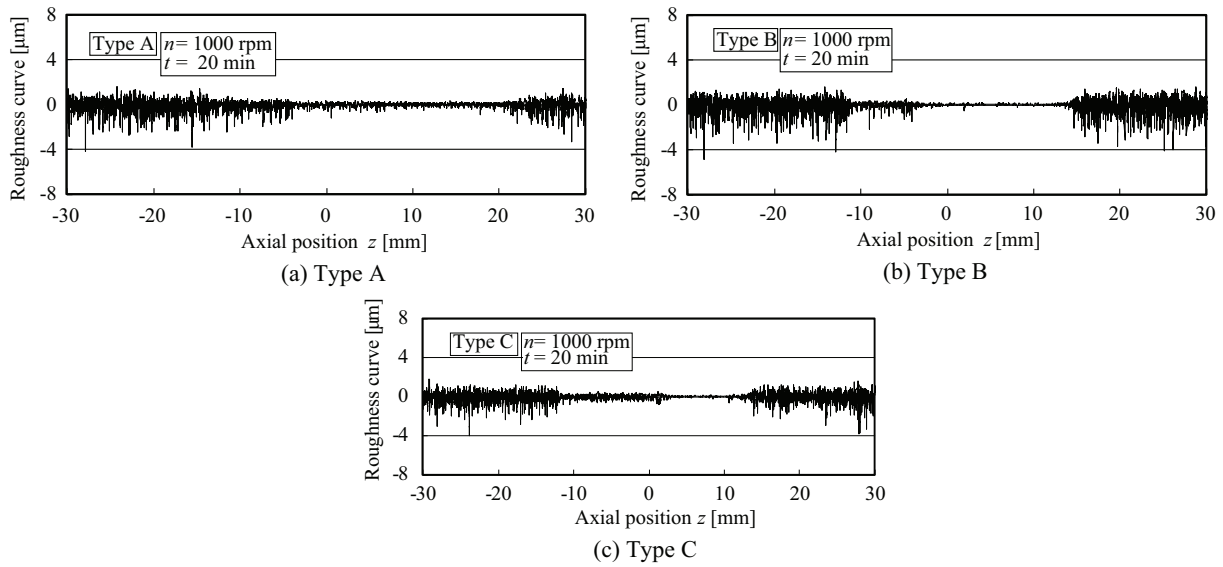 Roughness curve [μm]
8
4
0
-4
-8
Type A
n= 1000 rpm
t = 20 min
-30 -20 -10 0 10 20 30
Axial position z [mm]
(a) Type A
Roughness curve [μm]
8
4
0
-4
-8
Type B
n= 1000 rpm
t = 20 min
-30 -20 -10 0 10 20 30
Axial position z [mm]
(b) Type B
Roughness curve [μm]
8
4
0
-4
-8
Type C
n= 1000 rpm
t = 20 min
-30 -20 -10 0 10 20 30
Axial position z [mm]
(c) Type C